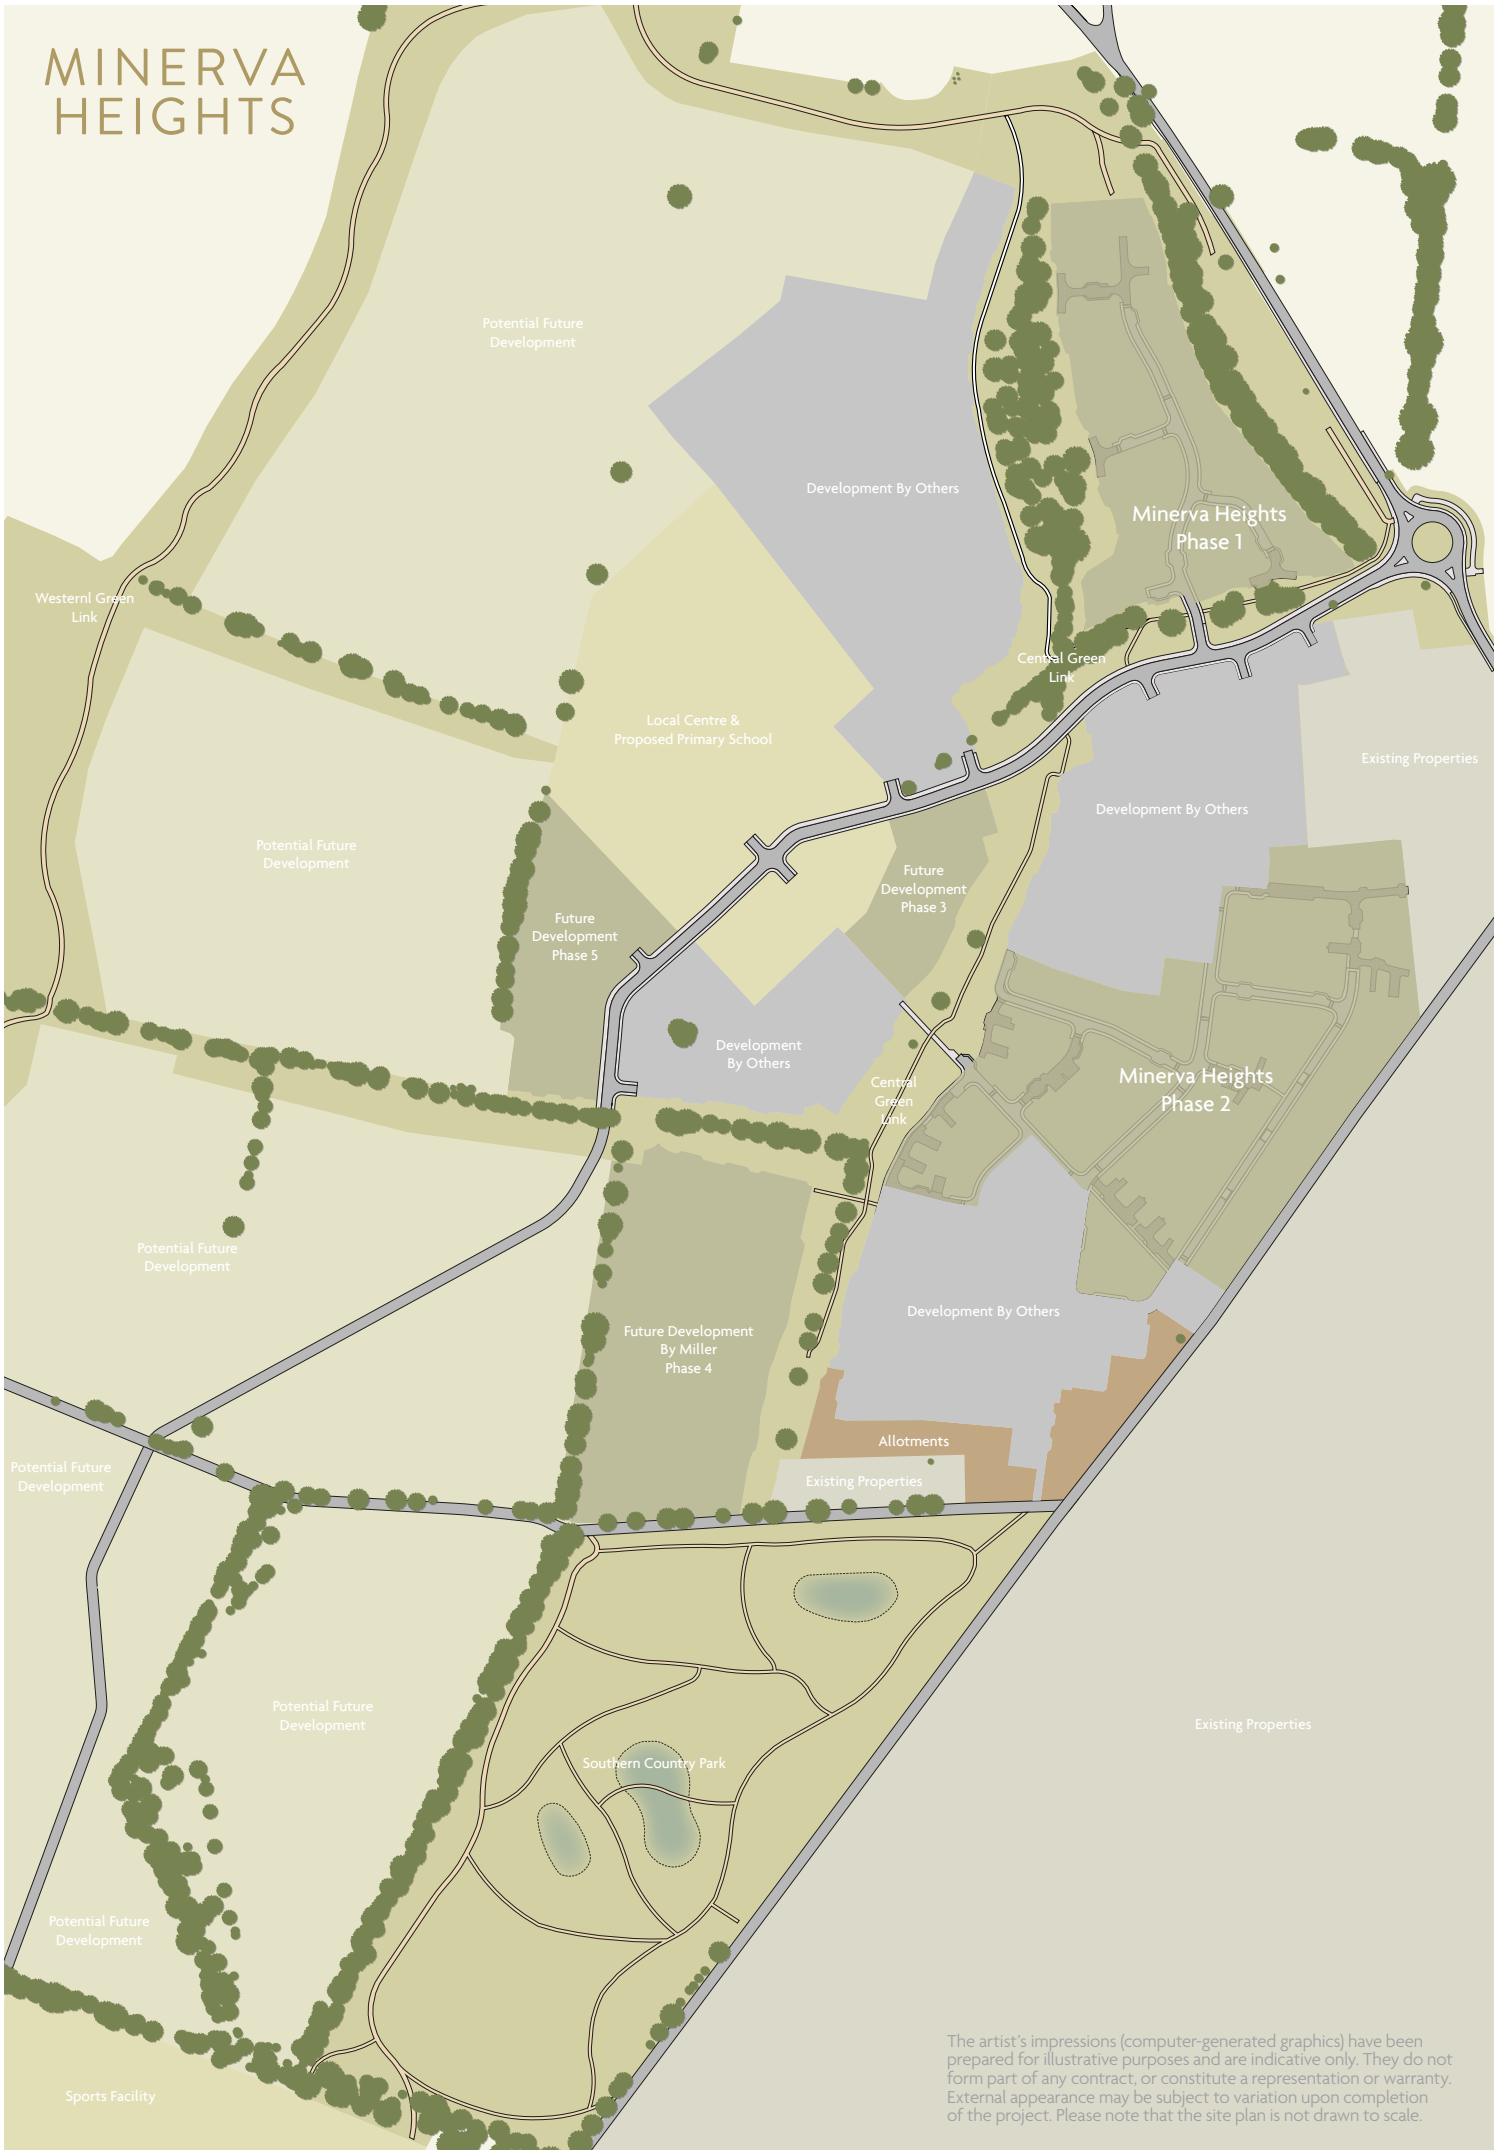 MINERVA
HEIGHTS
Potential Future
Development
Development By Others
Minerva Heights
Phase 1
Westernl Green
Link
Central Green
Link
Local Centre &
Proposed Primary School
Existing Properties
Development By Others
Potential Future
Development
Future
Development
Phase 3
Future
Development
Phase 5
Development
By Others
Central
Green
Link
Minerva Heights
Phase 2
Potential Future
Development
Development By Others
Future Development
By Miller
Phase 4
Allotments
Potential Future
Development
Existing Properties
Potential Future
Development
Existing Properties
Southern Country Park
Potential Future
Development
Sports Facility
The artist's impressions (computer-generated graphics) have been
prepared for illustrative purposes and are indicative only. They do not
form part of any contract, or constitute a representation or warranty.
External appearance may be subject to variation upon completion
of the project. Please note that the site plan is not drawn to scale.